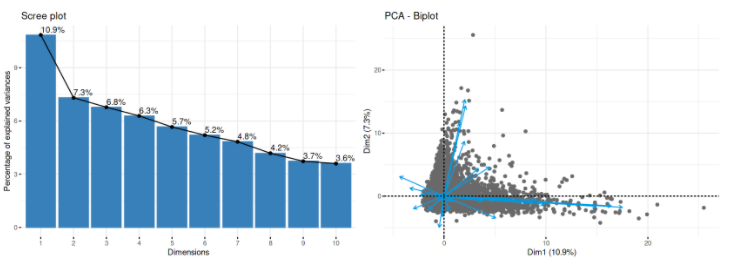 Scree plot
10.9%
7.3%
6.8%
6.3%
5.7%
5.2%
4.8%
4.2%
3.7%
3.6%
9
6
3
0
Percentage of explained variances
1 2 3 4 5 6 7 8 9 10
Dimensions
PCA - Biplot
20
10
0
Dim2 (7.3%)
0 10 20
Dim1 (10.9%)